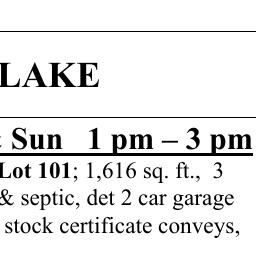 LAKE
Sun 1 pm – 3 pm
Lot 101; 1,616 sq. ft., 3
& septic, det 2 car garage
stock certificate conveys,